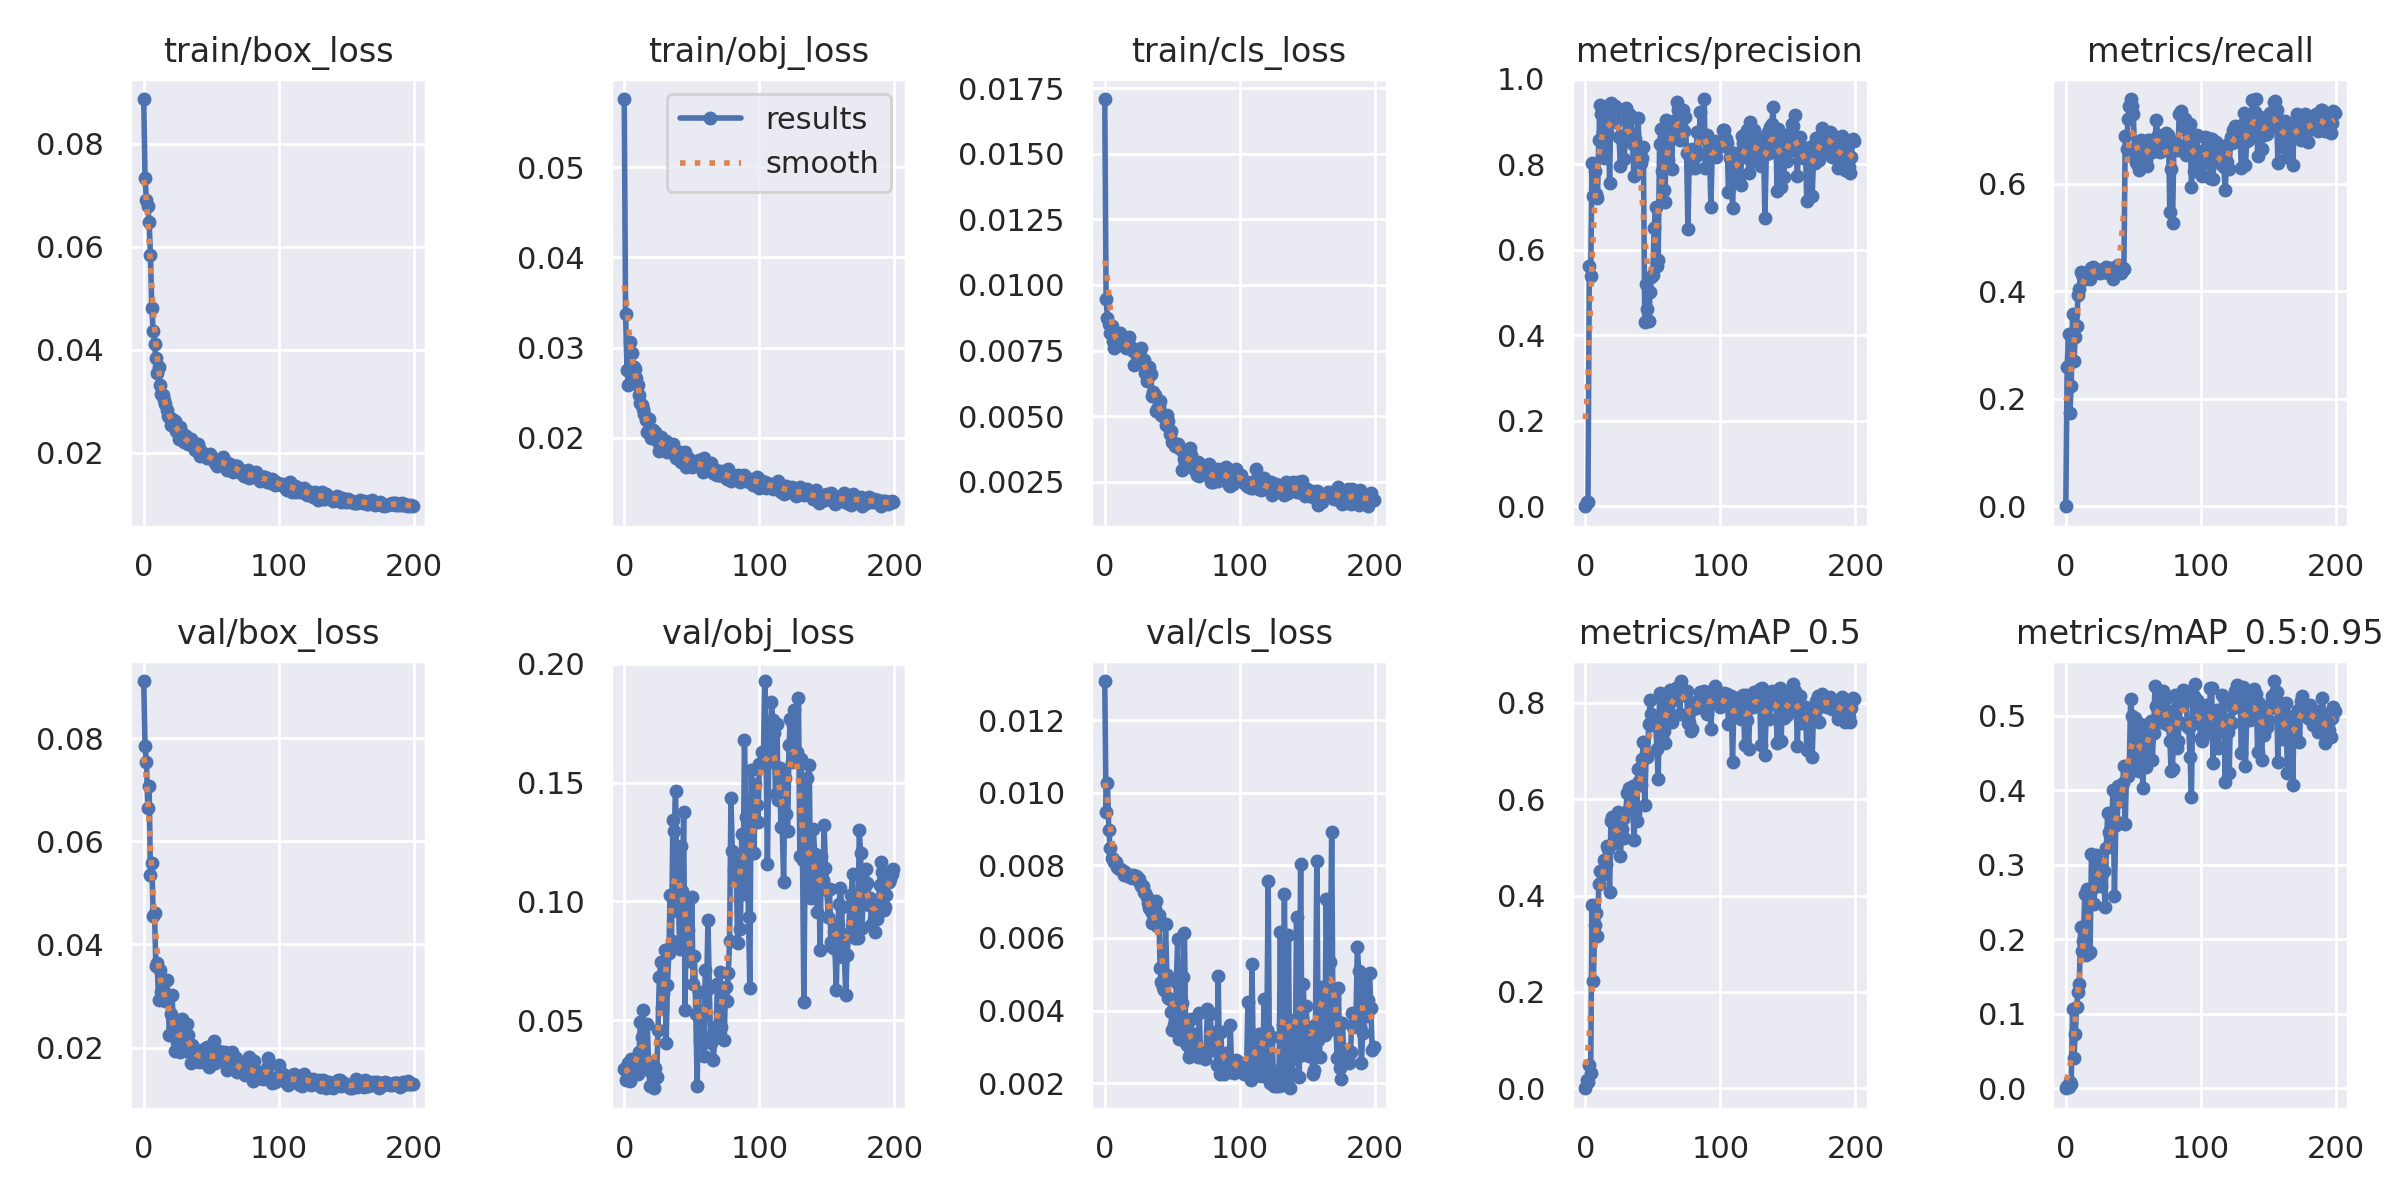 train/box_loss
0.08
0.06
0.04
0.02
0 100 200
train/obj_loss
results
smooth
0.05
0.04
0.03
0.02
0 100 200
train/cls_loss
0.0175
0.0150
0.0125
0.0100
0.0075
0.0050
0.0025
0 100 200
metrics/precision
1.0
0.8
0.6
0.4
0.2
0.0
0 100 200
metrics/recall
0.6
0.4
0.2
0.0
0 100 200
val/box_loss
0.08
0.06
0.04
0.02
0 100 200
val/obj_loss
0.20
0.15
0.10
0.05
0 100 200
val/cls_loss
0.012
0.010
0.008
0.006
0.004
0.002
0 100 200
metrics/mAP_0.5
0.8
0.6
0.4
0.2
0.0
0 100 200
metrics/mAP_0.5:0.95
0.5
0.4
0.3
0.2
0.1
0.0
0 100 200